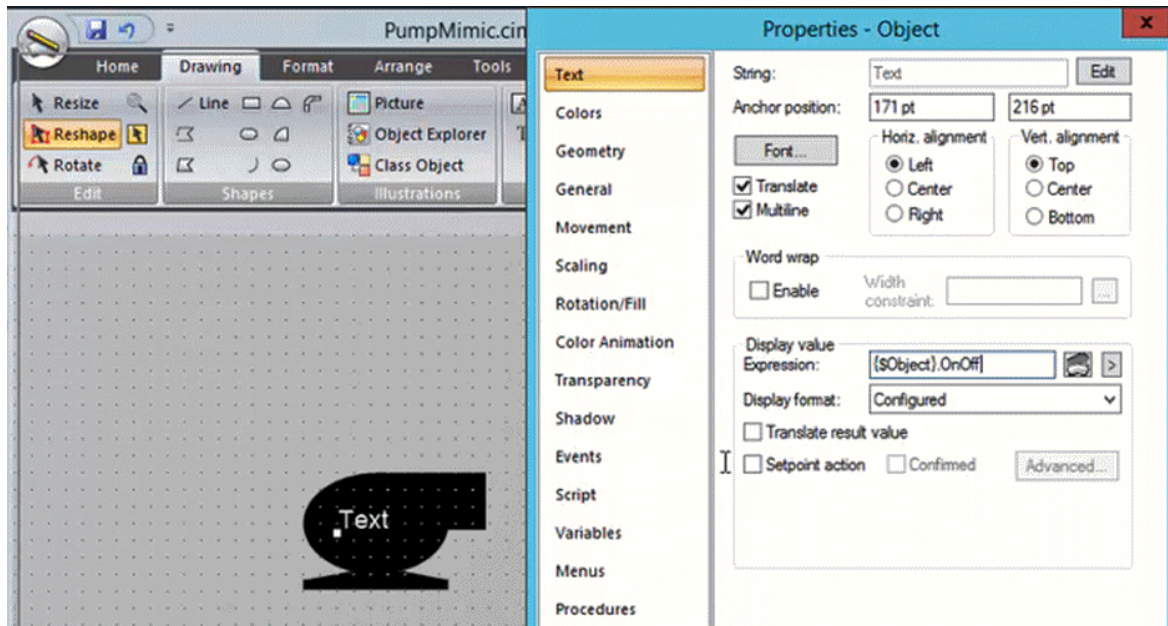 PumpMimic.cim
Home Drawing Format Arrange Tools
Resize Line Picture
Reshape Object Explorer
Rotate Class Object
Edit Shapes Illustrations
Text
Properties - Object
Text
Colors
Geometry
General
Movement
Scaling
Rotation/Fill
Color Animation
Transparency
Shadow
Events
Script
Variables
Menus
Procedures
String: Text Edit
Anchor position: 171 pt 216 pt
Font...
Translate
Multiline
Horiz. alignment
Left
Center
Right
Vert. alignment
Top
Center
Bottom
Word wrap
Enable Width constraint: ...
Display value
Expression: {$Object}.OnOff >
Display format: Configured
Translate result value
Setpoint action Confirmed Advanced...